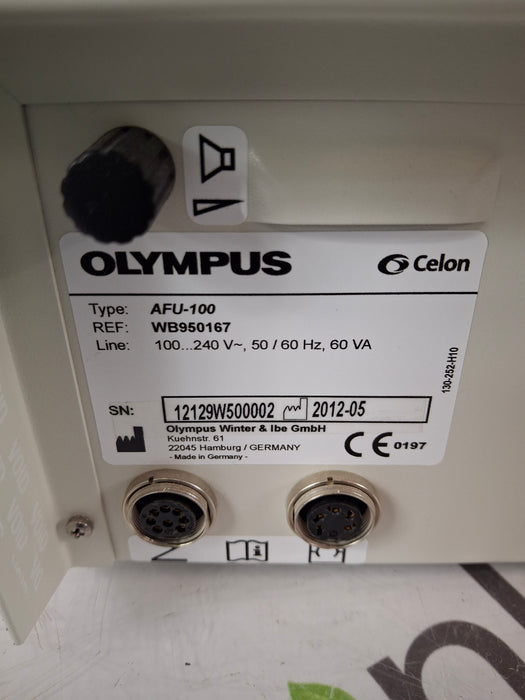 OLYMPUS
Celon
Type: AFU-100
REF: WB950167
Line: 100...240 V~, 50 / 60 Hz, 60 VA
130-252-H10
SN: 12129W500002 2012-05
Olympus Winter & Ibe GmbH
Kuehnstr. 61
22045 Hamburg / GERMANY
- Made in Germany -
CE 0197